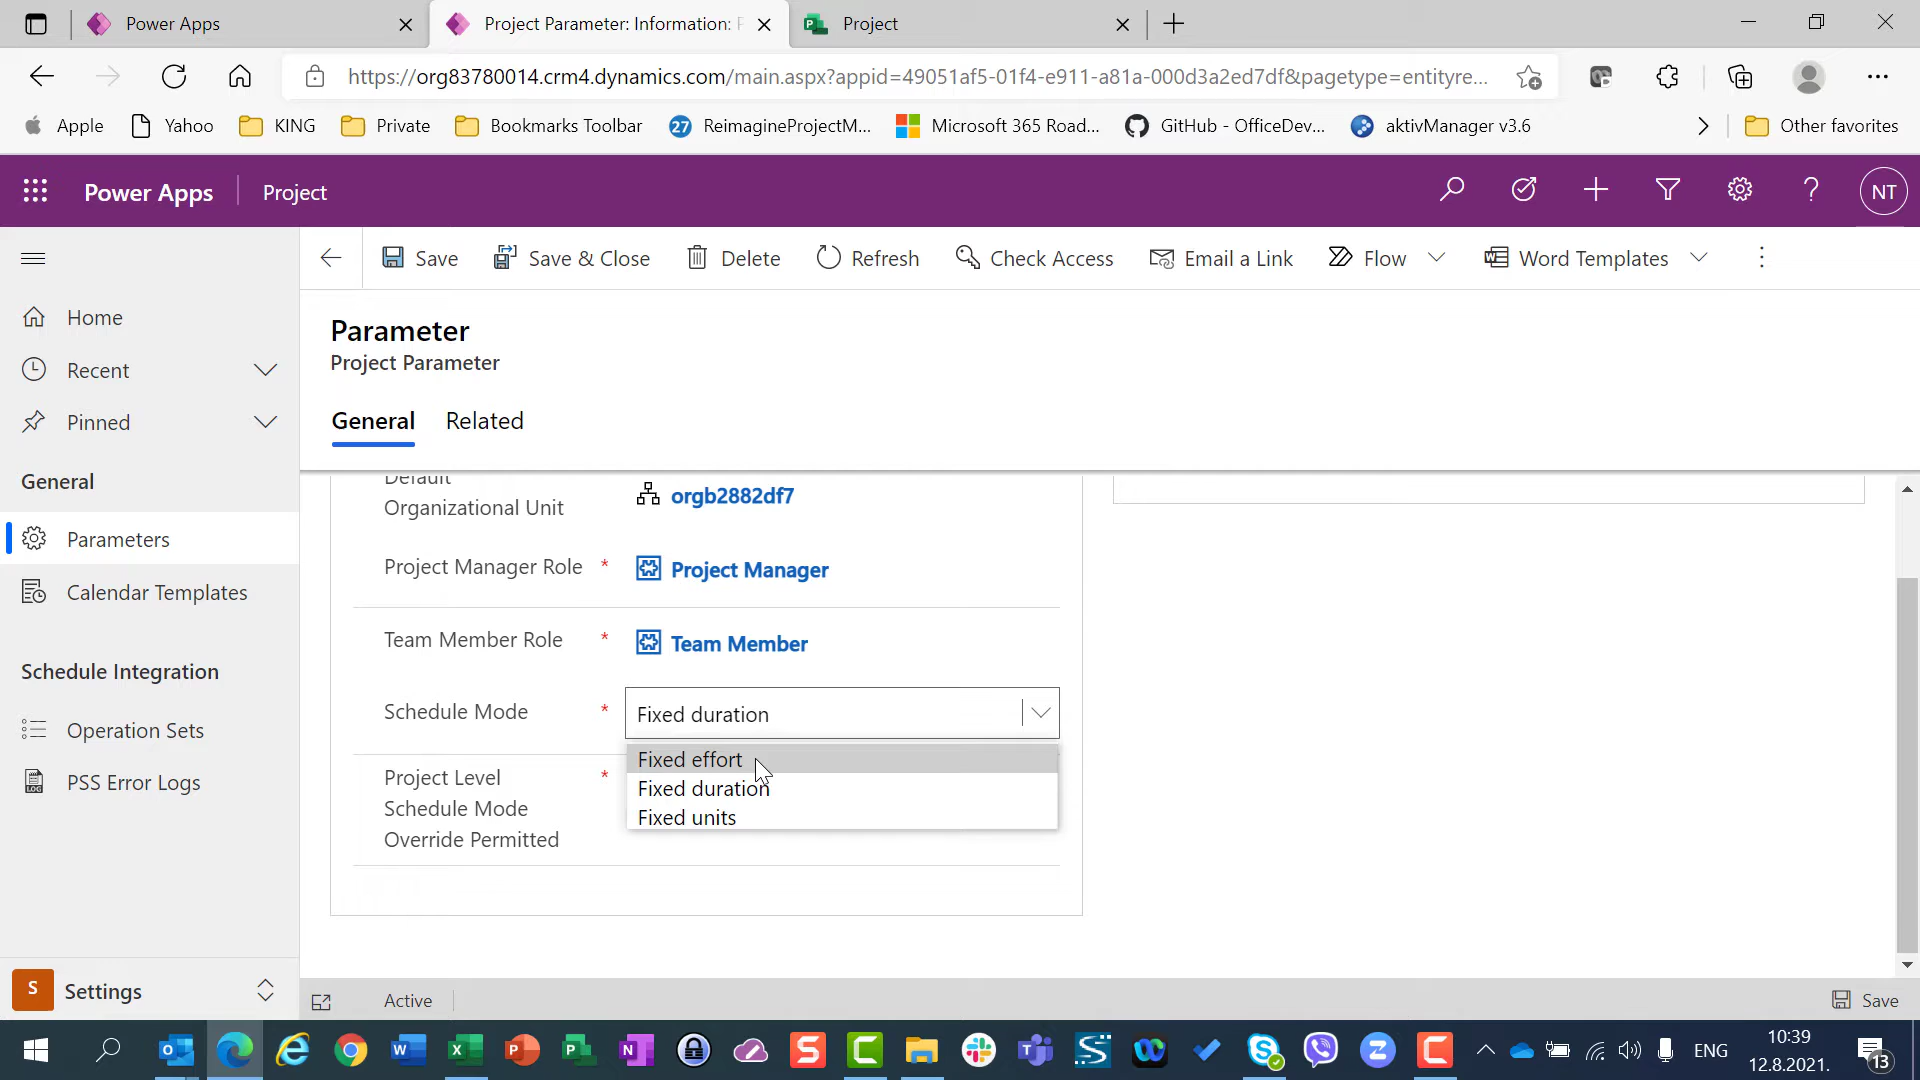 Power Apps
Project Parameter: Information:
Project
https://org83780014.crm4.dynamics.com/main.aspx?appid=49051af5-01f4-e911-a81a-000d3a2ed7df&pagetype=entityre...
Apple
Yahoo
KING
Private
Bookmarks Toolbar
27
ReimagineProjectM...
Microsoft 365 Road...
GitHub - OfficeDev...
aktivManager v3.6
Other favorites
Power Apps
Project
NT
Save
Save & Close
Delete
Refresh
Check Access
Email a Link
Flow
Word Templates
Home
Recent
Pinned
General
Parameters
Calendar Templates
Schedule Integration
Operation Sets
PSS Error Logs
S
Settings
Parameter
Project Parameter
General
Related
Default
Organizational Unit
orgb2882df7
Project Manager Role *
Project Manager
Team Member Role *
Team Member
Schedule Mode *
Fixed duration
Fixed effort
Fixed duration
Fixed units
Project Level *
Schedule Mode
Override Permitted
Active
Save
ENG
10:39
12.8.2021.
13